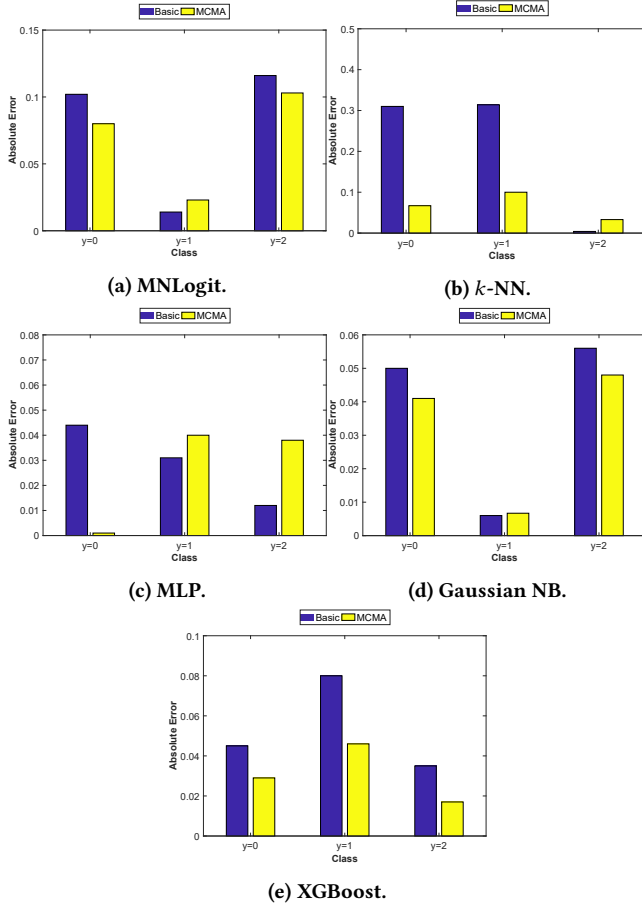 Basic MCMA
0.15
0.1
0.05
0
Absolute Error
y=0 y=1 y=2
Class
(a) MNLogit.
Basic MCMA
0.5
0.4
0.3
0.2
0.1
0
Absolute Error
y=0 y=1 y=2
Class
(b) k-NN.
Basic MCMA
0.08
0.07
0.06
0.05
0.04
0.03
0.02
0.01
0
Absolute Error
y=0 y=1 y=2
Class
(c) MLP.
Basic MCMA
0.06
0.05
0.04
0.03
0.02
0.01
0
Absolute Error
y=0 y=1 y=2
Class
(d) Gaussian NB.
Basic MCMA
0.1
0.08
0.06
0.04
0.02
0
Absolute Error
y=0 y=1 y=2
Class
(e) XGBoost.